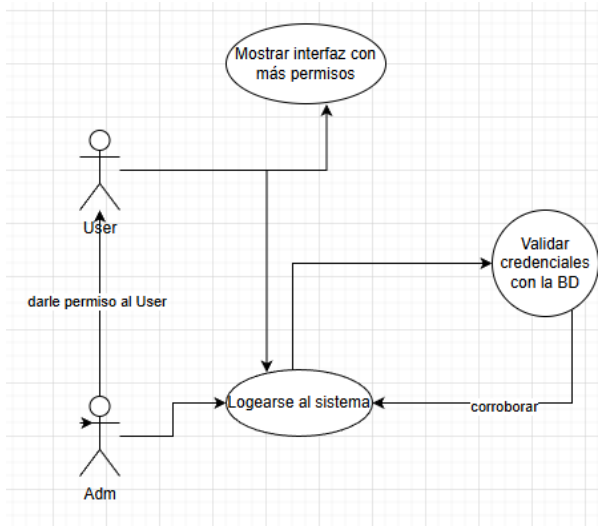 Mostrar interfaz con
más permisos
User
Validar
credenciales
con la BD
darle permiso al User
Logearse al sistema
corroborar
Adm